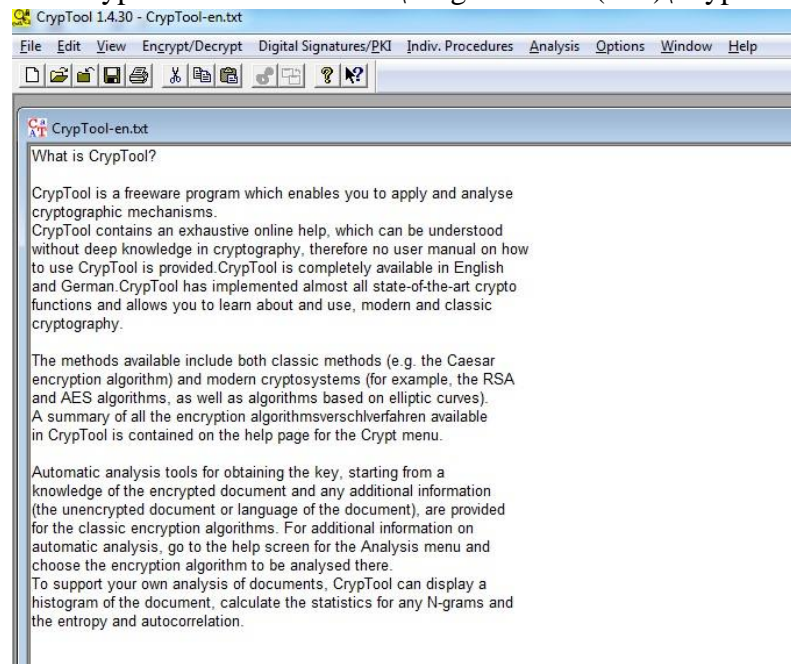 CrypTool 1.4.30 - CrypTool-en.txt
File Edit View Encrypt/Decrypt Digital Signatures/PKI Indiv. Procedures Analysis Options Window Help
CrypTool-en.txt
What is CrypTool?
CrypTool is a freeware program which enables you to apply and analyse
cryptographic mechanisms.
CrypTool contains an exhaustive online help, which can be understood
without deep knowledge in cryptography, therefore no user manual on how
to use CrypTool is provided.CrypTool is completely available in English
and German.CrypTool has implemented almost all state-of-the-art crypto
functions and allows you to learn about and use, modern and classic
cryptography.
The methods available include both classic methods (e.g. the Caesar
encryption algorithm) and modern cryptosystems (for example, the RSA
and AES algorithms, as well as algorithms based on elliptic curves).
A summary of all the encryption algorithmsverschlverfahren available
in CrypTool is contained on the help page for the Crypt menu.
Automatic analysis tools for obtaining the key, starting from a
knowledge of the encrypted document and any additional information
(the unencrypted document or language of the document), are provided
for the classic encryption algorithms. For additional information on
automatic analysis, go to the help screen for the Analysis menu and
choose the encryption algorithm to be analysed there.
To support your own analysis of documents, CrypTool can display a
histogram of the document, calculate the statistics for any N-grams and
the entropy and autocorrelation.